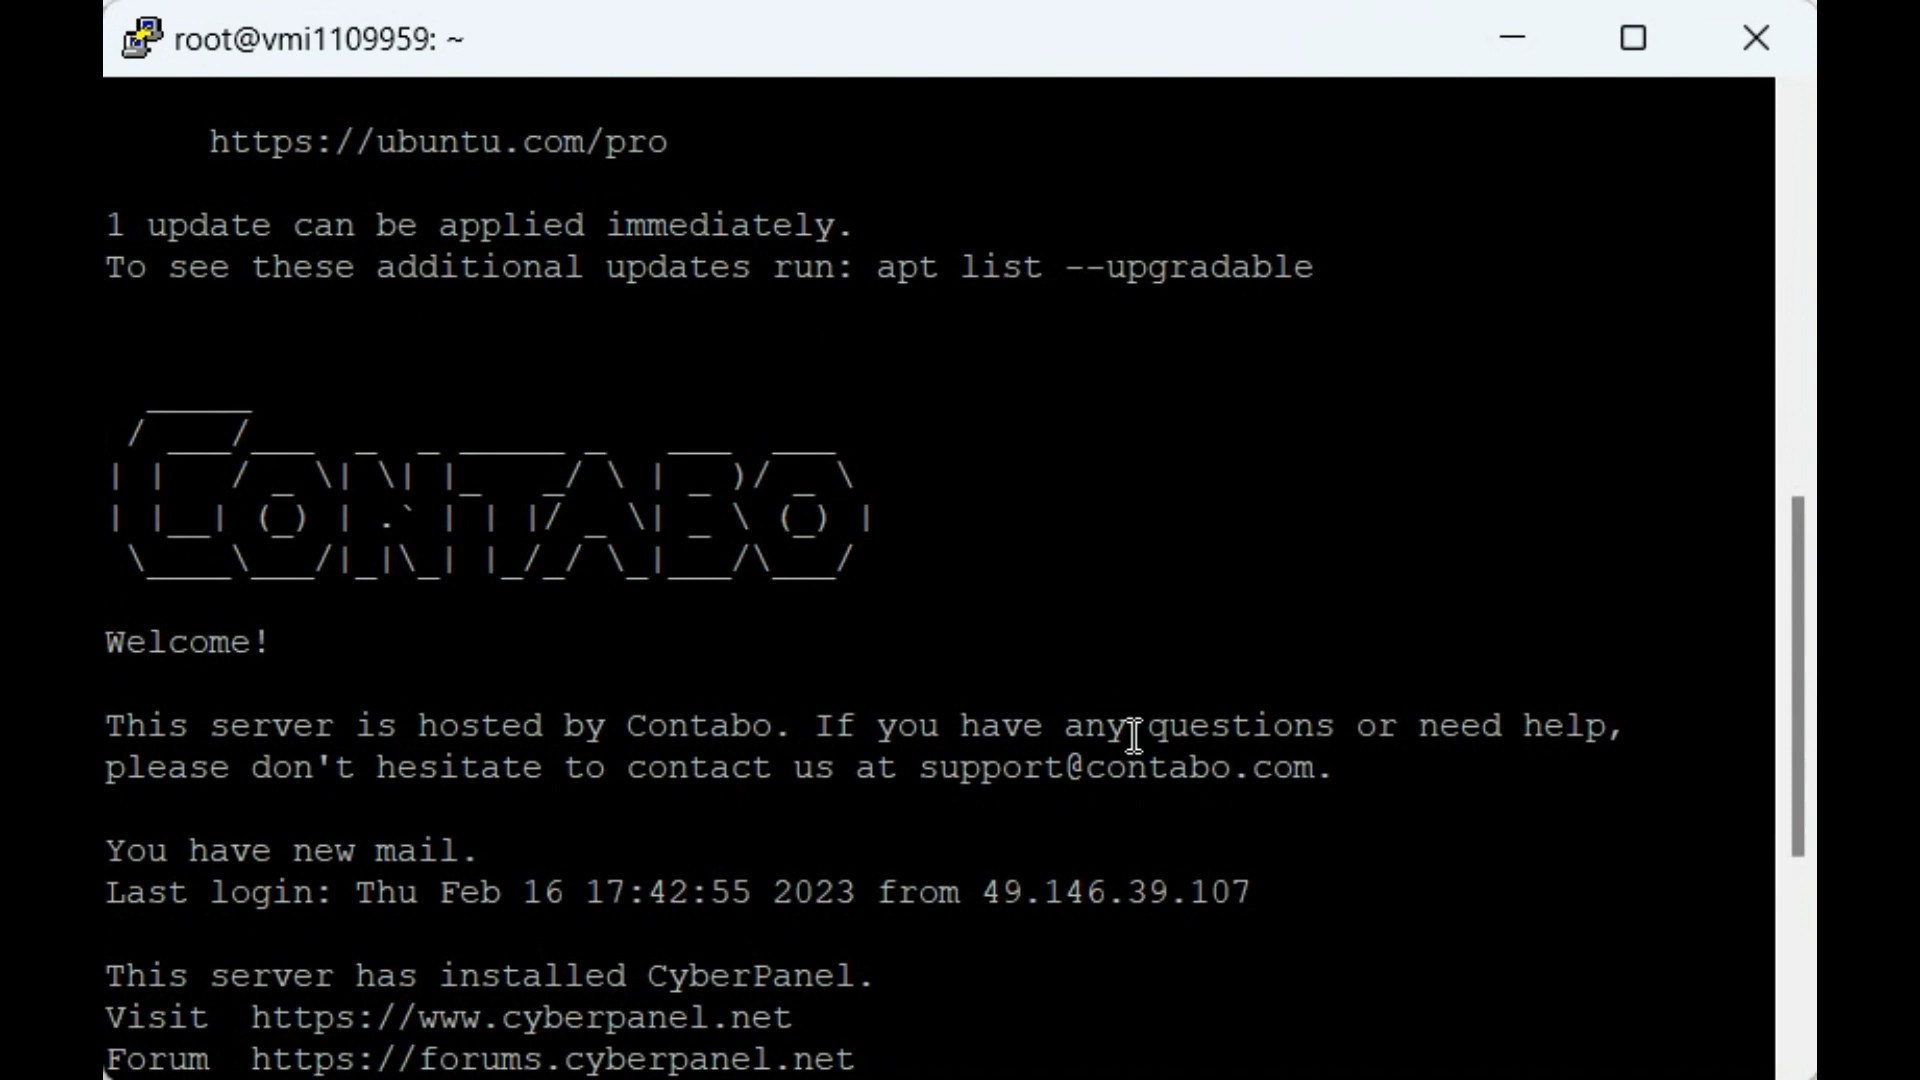 root@vmi1109959: ~
https://ubuntu.com/pro
1 update can be applied immediately.
To see these additional updates run: apt list --upgradable
CONTABO
Welcome!
This server is hosted by Contabo. If you have any questions or need help,
please don't hesitate to contact us at support@contabo.com.
You have new mail.
Last login: Thu Feb 16 17:42:55 2023 from 49.146.39.107
This server has installed CyberPanel.
Visit  https://www.cyberpanel.net
Forum  https://forums.cyberpanel.net